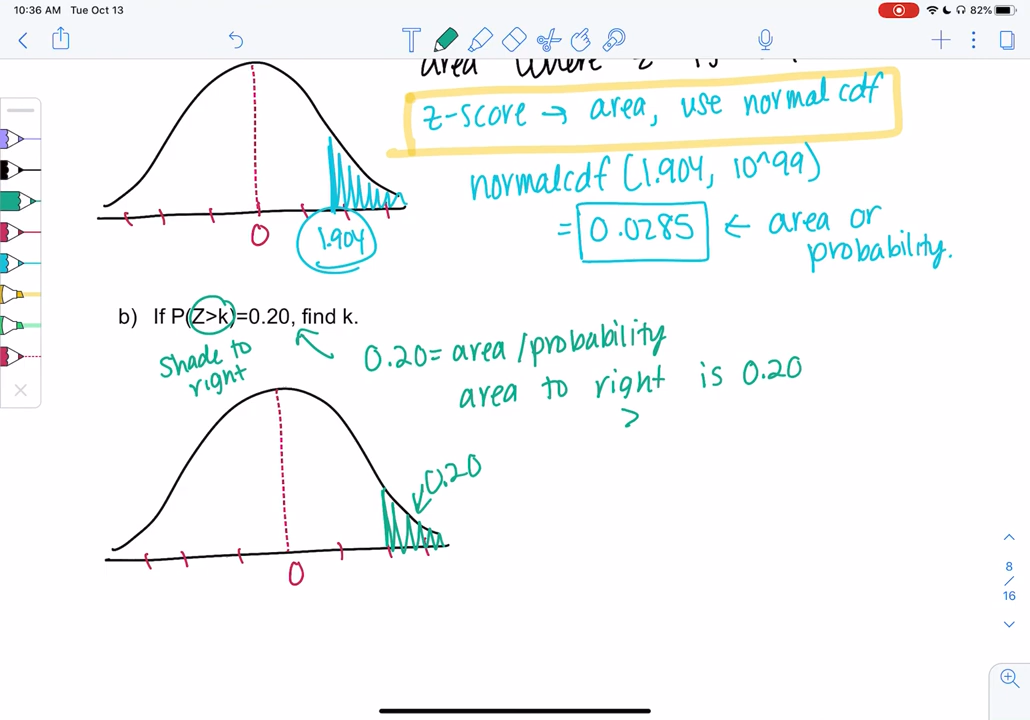 10:36 AM Tue Oct 13
82%
area where
z-score → area, use normalcdf
normalcdf (1.904, 10^99)
= 0.0285 ← area or
probability.
0
1.904
b) If P(Z>k)=0.20, find k.
Shade to
right
0.20= area/probability
area to right is 0.20
>
0.20
0
8
/
16